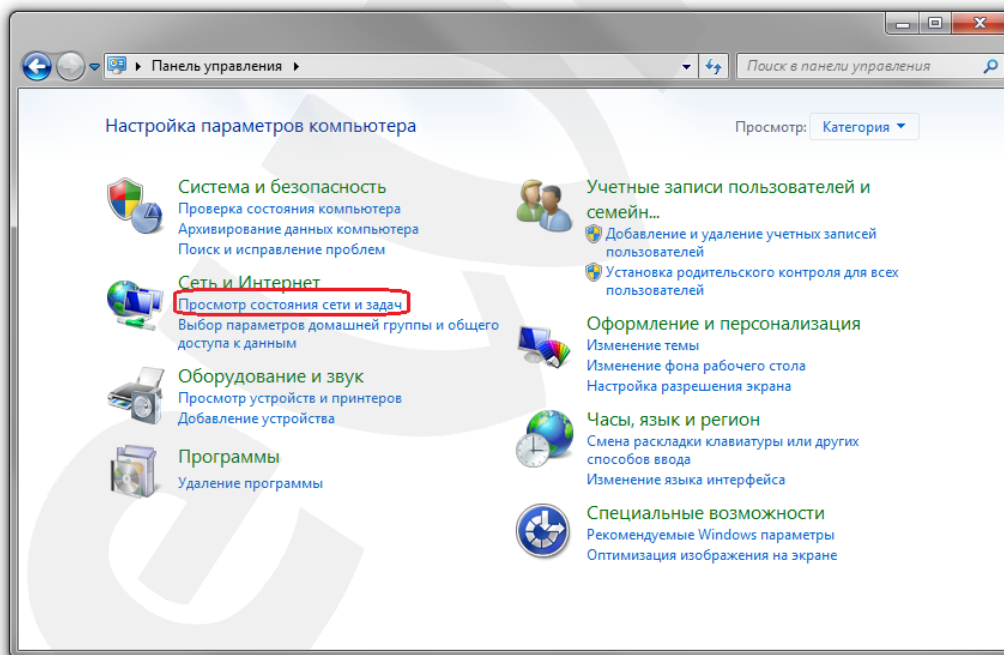 Панель управления
Поиск в панели управления
Настройка параметров компьютера
Просмотр: Категория
Система и безопасность
Проверка состояния компьютера
Архивирование данных компьютера
Поиск и исправление проблем
Сеть и Интернет
Просмотр состояния сети и задач
Выбор параметров домашней группы и общего
доступа к данным
Оборудование и звук
Просмотр устройств и принтеров
Добавление устройства
Программы
Удаление программы
Учетные записи пользователей и
семейн...
Добавление и удаление учетных записей
пользователей
Установка родительского контроля для всех
пользователей
Оформление и персонализация
Изменение темы
Изменение фона рабочего стола
Настройка разрешения экрана
Часы, язык и регион
Смена раскладки клавиатуры или других
способов ввода
Изменение языка интерфейса
Специальные возможности
Рекомендуемые Windows параметры
Оптимизация изображения на экране